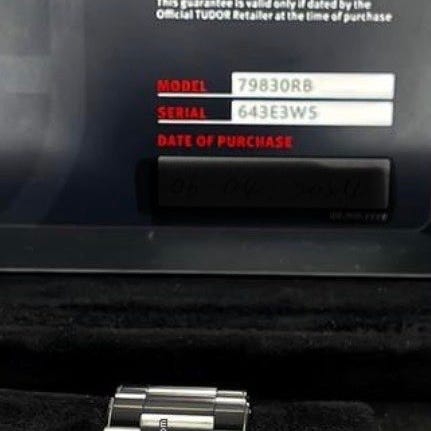 This guarantee is valid only if dated by the
Official TUDOR Retailer at the time of purchase
MODEL 79830RB
SERIAL 643E3W5
DATE OF PURCHASE